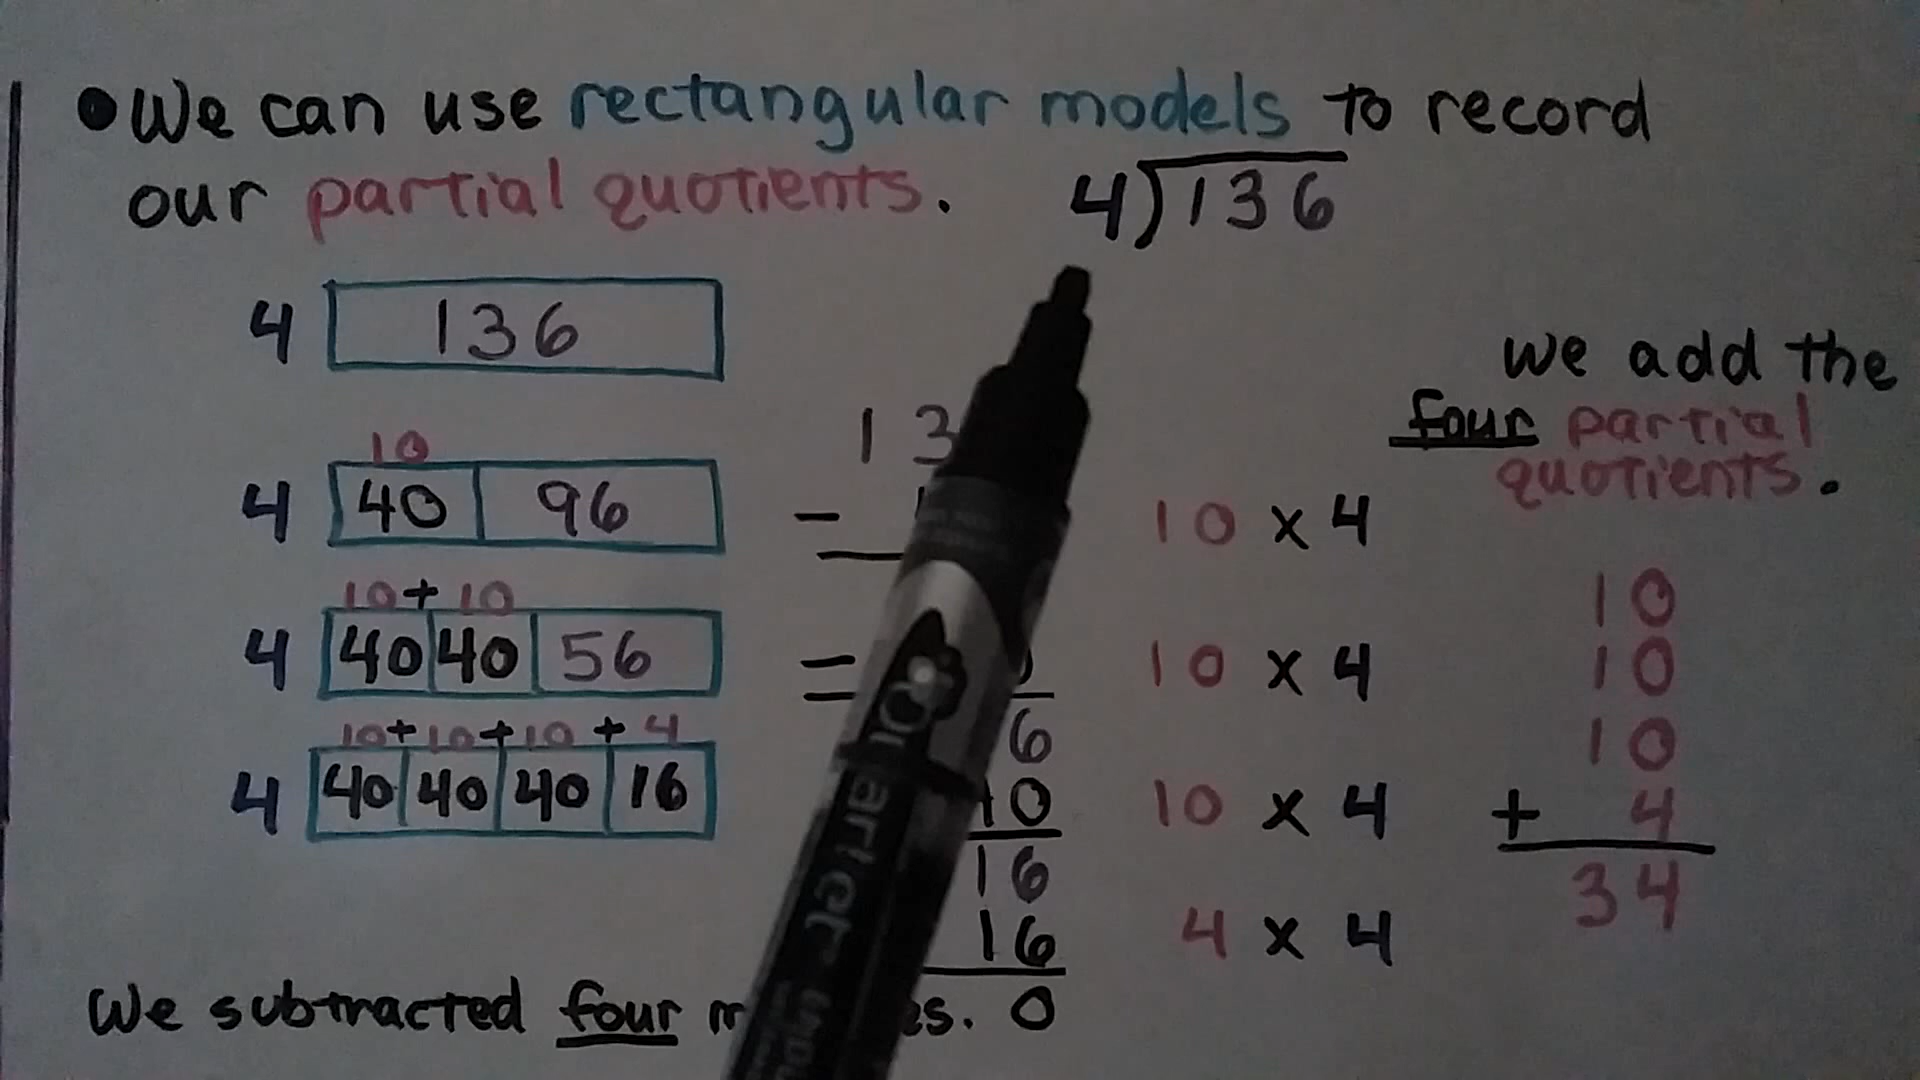 •We can use rectangular models to record
our partial quotients. 4)136
4 136
we add the
four partial
quotients.
10
4 40 96
13
-
10 x 4
10+10
4 40 40 56
=
10 x 4
10+10+10+4
4 40 40 40 16
6
40
10 x 4
16
16
4 x 4
0
10
10
10
+ 4
34
We subtracted four
Quartet